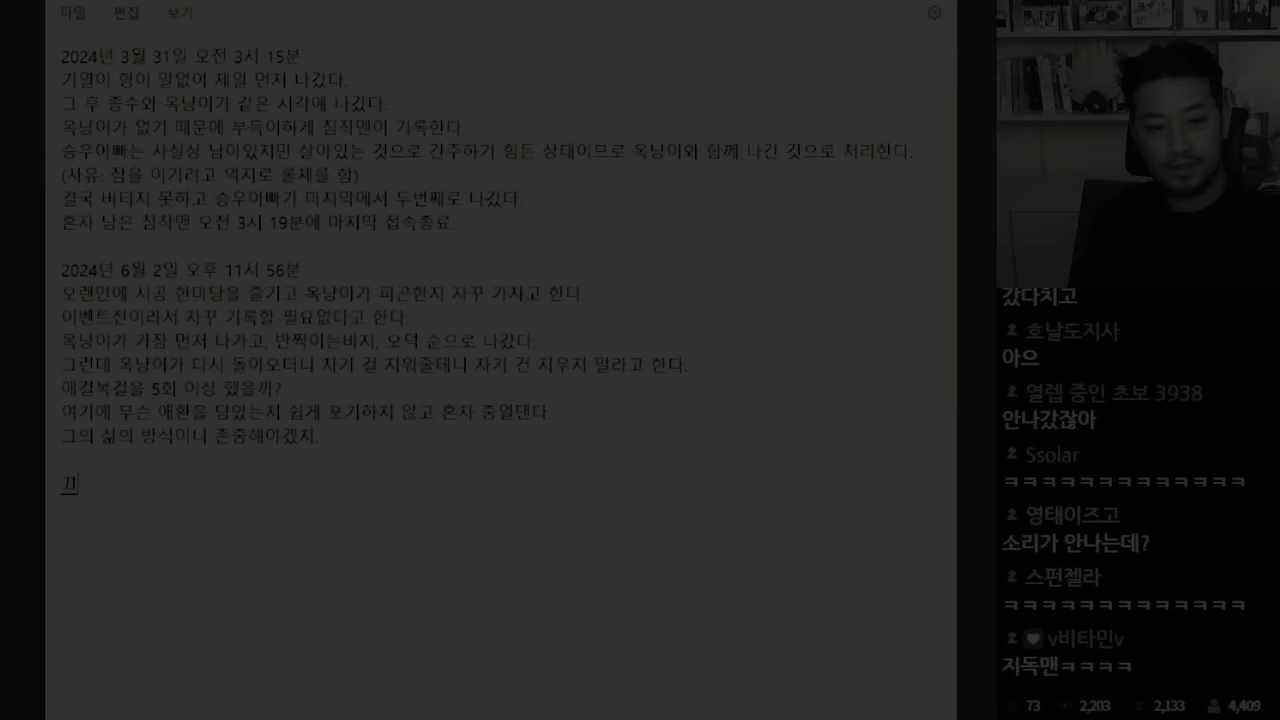 파일 편집 보기
2024년 3월 31일 오전 3시 15분
기열이 형이 말없이 제일 먼저 나갔다.
그 후 종수와 옥냥이가 같은 시각에 나갔다.
옥냥이가 없기 때문에 부득이하게 침착맨이 기록한다.
승우아빠는 사실상 남아있지만 살아있는 것으로 간주하기 힘든 상태이므로 옥냥이와 함께 나간 것으로 처리한다.
(사유: 잠을 이기려고 억지로 롤체를 함)
결국 버티지 못하고 승우아빠가 마지막에서 두번째로 나갔다.
혼자 남은 침착맨 오전 3시 19분에 마지막 접속종료.
2024년 6월 2일 오후 11시 56분
오랜만에 시공 한마당을 즐기고 옥냥이가 피곤한지 자꾸 가자고 한다.
이벤트전이라서 자꾸 기록할 필요없다고 한다.
옥냥이가 가장 먼저 나가고, 반짝이는바지, 오덕 순으로 나갔다.
그런데 옥냥이가 다시 돌아오더니 자기 걸 지워줄테니 자기 건 지우지 말라고 한다.
애걸복걸을 5회 이상 했을까?
여기에 무슨 애환을 담았는지 쉽게 포기하지 않고 혼자 중얼댄다.
그의 삶의 방식이니 존중해야겠지.
끄
갔다치고
호날도지사
아으
열렙 중인 초보 3938
안나갔잖아
Ssolar
ㅋㅋㅋㅋㅋㅋㅋㅋㅋㅋㅋㅋㅋ
영태이즈고
소리가 안나는데?
스펀젤라
ㅋㅋㅋㅋㅋㅋㅋㅋㅋㅋㅋㅋㅋ
v비타민v
지독맨ㅋㅋㅋㅋ
73 2,203 2,133 4,409